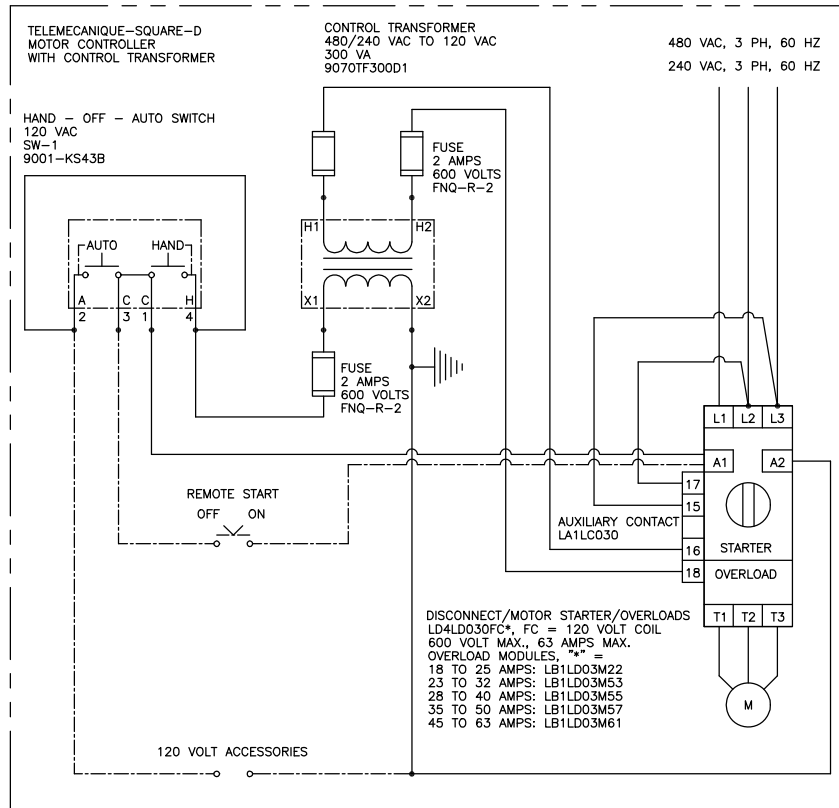 TELEMECANIQUE-SQUARE-D
MOTOR CONTROLLER
WITH CONTROL TRANSFORMER
CONTROL TRANSFORMER
480/240 VAC TO 120 VAC
300 VA
9070TF300D1
480 VAC, 3 PH, 60 HZ
240 VAC, 3 PH, 60 HZ
HAND - OFF - AUTO SWITCH
120 VAC
SW-1
9001-KS43B
FUSE
2 AMPS
600 VOLTS
FNQ-R-2
H1 H2
AUTO HAND
A C C H
2 3 1 4
X1 X2
FUSE
2 AMPS
600 VOLTS
FNQ-R-2
L1 L2 L3
A1 A2
17
15
REMOTE START
OFF ON
AUXILIARY CONTACT
LA1LC030
16 STARTER
18 OVERLOAD
T1 T2 T3
M
DISCONNECT/MOTOR STARTER/OVERLOADS
LD4LD030FC*, FC = 120 VOLT COIL
600 VOLT MAX., 63 AMPS MAX.
OVERLOAD MODULES, "*" =
18 TO 25 AMPS: LB1LD03M22
23 TO 32 AMPS: LB1LD03M53
28 TO 40 AMPS: LB1LD03M55
35 TO 50 AMPS: LB1LD03M57
45 TO 63 AMPS: LB1LD03M61
120 VOLT ACCESSORIES